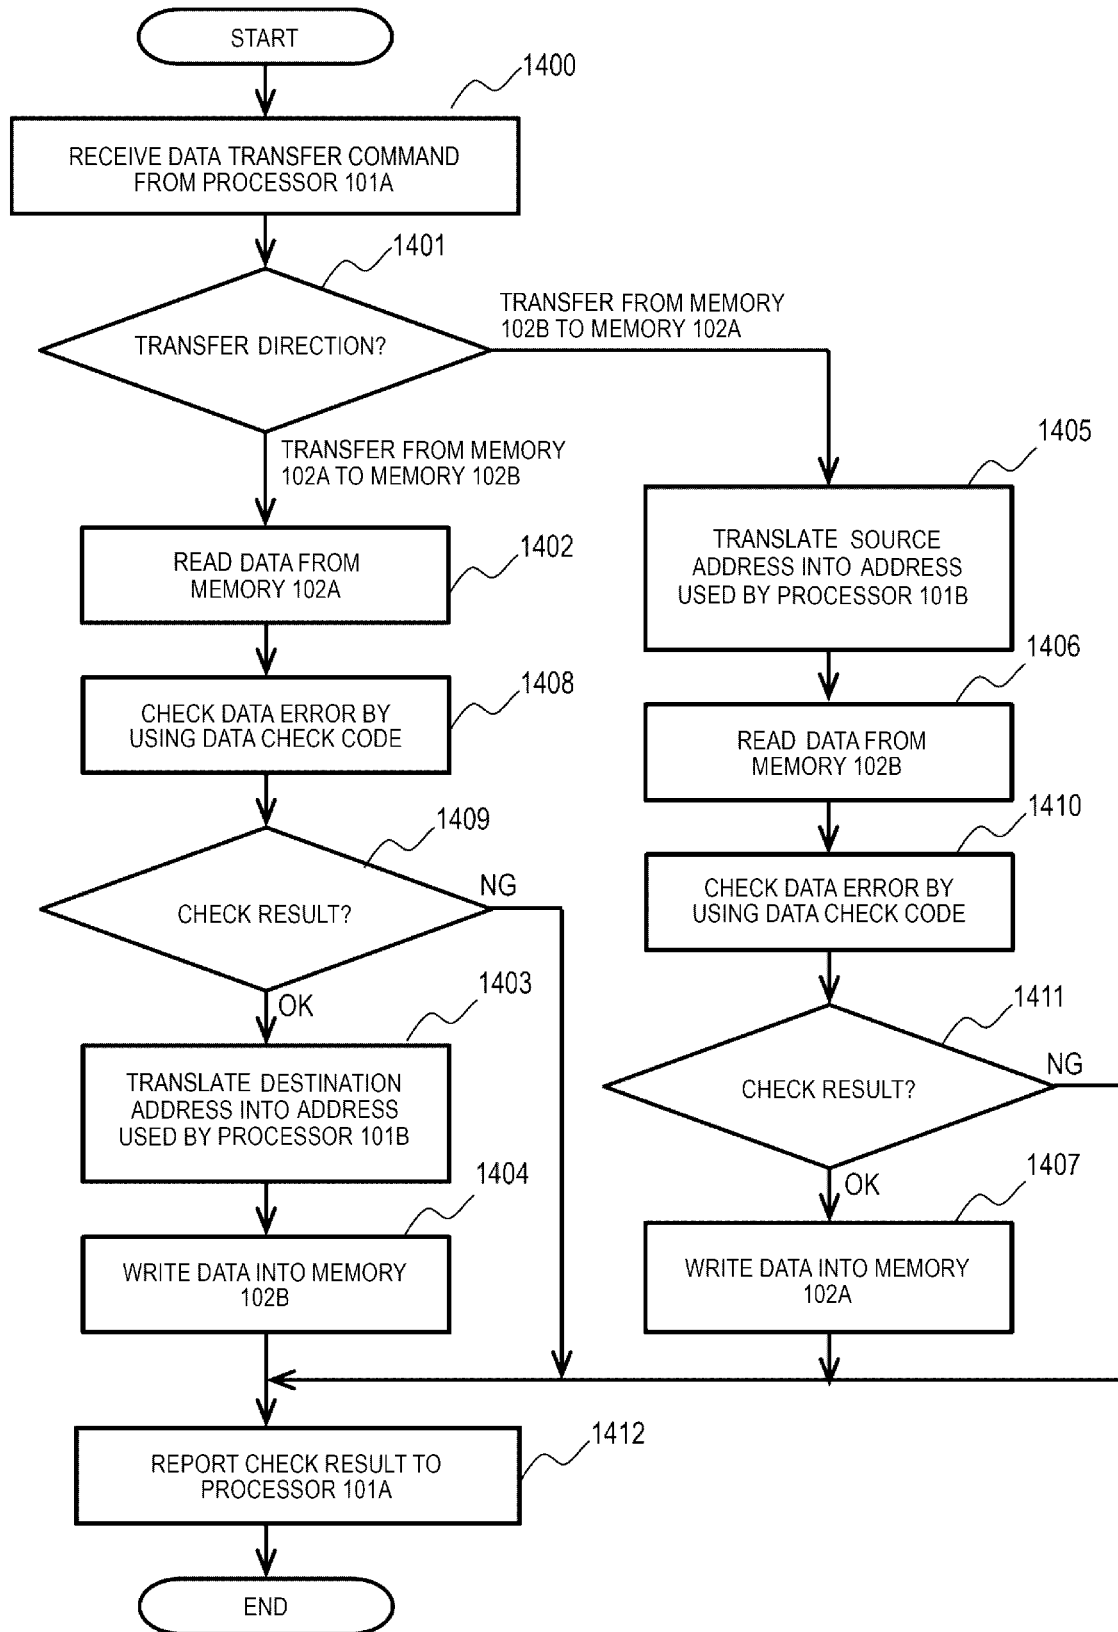 START
1400
RECEIVE DATA TRANSFER COMMAND
FROM PROCESSOR 101A
1401
TRANSFER DIRECTION?
TRANSFER FROM MEMORY
102B TO MEMORY 102A
TRANSFER FROM MEMORY
102A TO MEMORY 102B
1402
READ DATA FROM
MEMORY 102A
1408
CHECK DATA ERROR BY
USING DATA CHECK CODE
1409
CHECK RESULT?
NG
OK
1403
TRANSLATE DESTINATION
ADDRESS INTO ADDRESS
USED BY PROCESSOR 101B
1404
WRITE DATA INTO MEMORY
102B
1405
TRANSLATE SOURCE
ADDRESS INTO ADDRESS
USED BY PROCESSOR 101B
1406
READ DATA FROM
MEMORY 102B
1410
CHECK DATA ERROR BY
USING DATA CHECK CODE
1411
CHECK RESULT?
NG
OK
1407
WRITE DATA INTO MEMORY
102A
1412
REPORT CHECK RESULT TO
PROCESSOR 101A
END